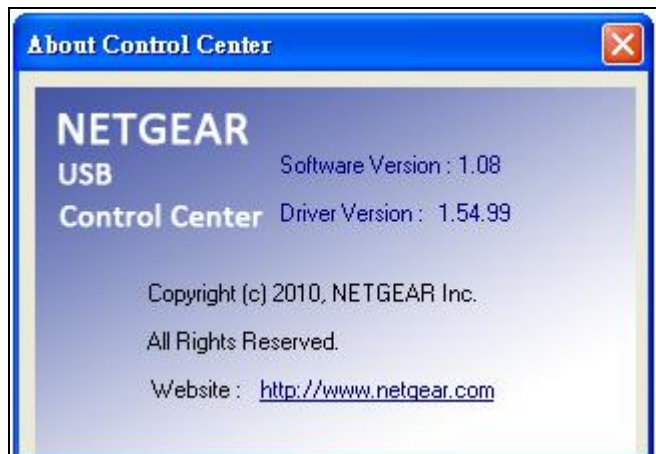 About Control Center
NETGEAR
USB
Control Center
Software Version : 1.08
Driver Version :  1.54.99
Copyright (c) 2010, NETGEAR Inc.
All Rights Reserved.
Website :  http://www.netgear.com